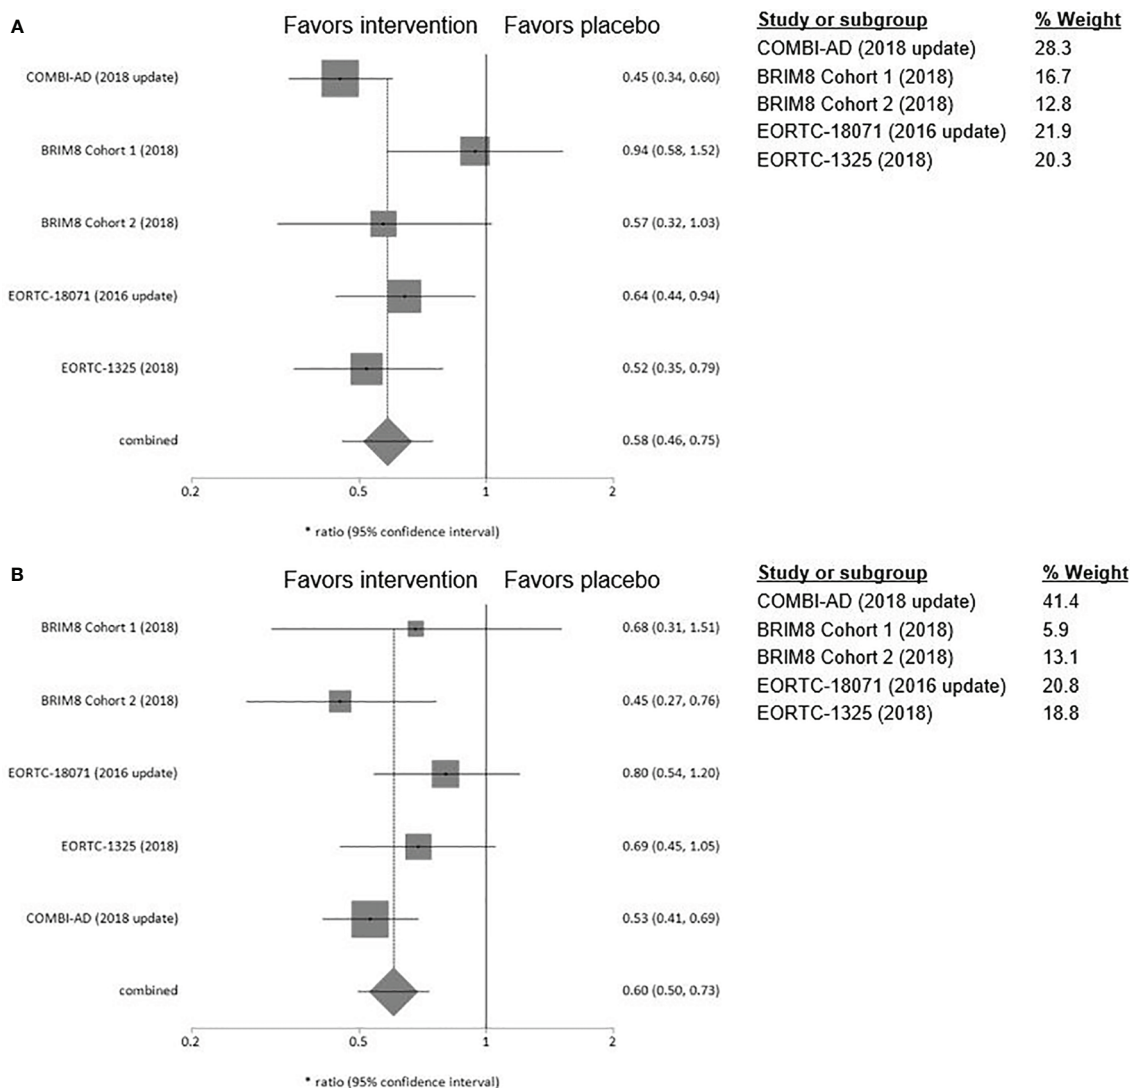 A
Favors intervention Favors placebo
COMBI-AD (2018 update) 0.45 (0.34, 0.60)
BRIM8 Cohort 1 (2018) 0.94 (0.58, 1.52)
BRIM8 Cohort 2 (2018) 0.57 (0.32, 1.03)
EORTC-18071 (2016 update) 0.64 (0.44, 0.94)
EORTC-1325 (2018) 0.52 (0.35, 0.79)
combined 0.58 (0.46, 0.75)
0.2 0.5 1 2
* ratio (95% confidence interval)
Study or subgroup % Weight
COMBI-AD (2018 update) 28.3
BRIM8 Cohort 1 (2018) 16.7
BRIM8 Cohort 2 (2018) 12.8
EORTC-18071 (2016 update) 21.9
EORTC-1325 (2018) 20.3
B
Favors intervention Favors placebo
BRIM8 Cohort 1 (2018) 0.68 (0.31, 1.51)
BRIM8 Cohort 2 (2018) 0.45 (0.27, 0.76)
EORTC-18071 (2016 update) 0.80 (0.54, 1.20)
EORTC-1325 (2018) 0.69 (0.45, 1.05)
COMBI-AD (2018 update) 0.53 (0.41, 0.69)
combined 0.60 (0.50, 0.73)
0.2 0.5 1 2
* ratio (95% confidence interval)
Study or subgroup % Weight
COMBI-AD (2018 update) 41.4
BRIM8 Cohort 1 (2018) 5.9
BRIM8 Cohort 2 (2018) 13.1
EORTC-18071 (2016 update) 20.8
EORTC-1325 (2018) 18.8